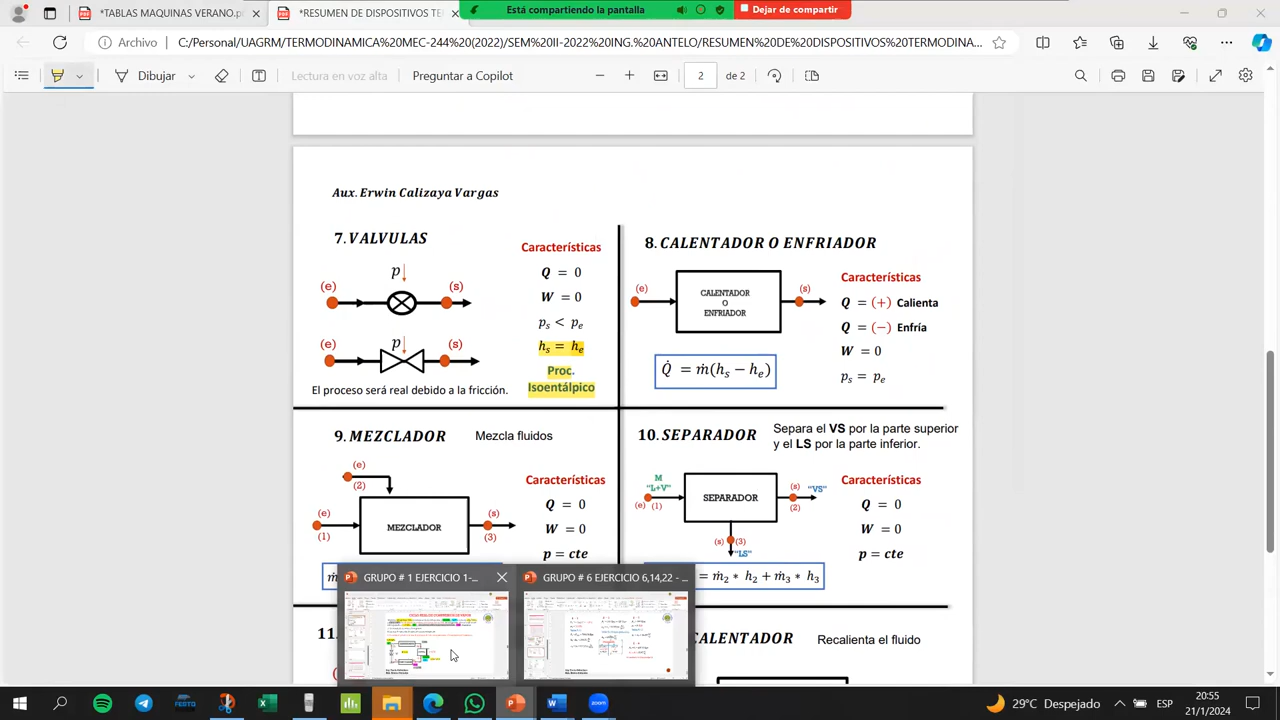 *TABLAS MAQUINAS VERANO.p
*RESUMEN DE DISPOSITIVOS TE
Está compartiendo la pantalla
Dejar de compartir
Archivo
C:/Personal/UAGRM/TERMODINAMICA%20MEC-244%20(2022)/SEM%20II-2022%20ING.%20ANTELO/RESUMEN%20DE%20DISPOSITIVOS%20TERMODINA...
Dibujar
Lectura en voz alta
Preguntar a Copilot
2
de 2
Aux. Erwin Calizaya Vargas
7. VALVULAS
Características
p↓
(e)
(s)
Q = 0
W = 0
p_s < p_e
h_s = h_e
p↓
(e)
(s)
Proc.
Isoentálpico
El proceso será real debido a la fricción.
8. CALENTADOR O ENFRIADOR
Características
(e)
CALENTADOR
O
ENFRIADOR
(s)
Q = (+) Calienta
Q = (−) Enfría
W = 0
p_s = p_e
Q̇ = ṁ(h_s − h_e)
9. MEZCLADOR
Mezcla fluidos
(e)
(2)
(e)
(1)
MEZCLADOR
(s)
(3)
Características
Q = 0
W = 0
p = cte
ṁ
10. SEPARADOR
Separa el VS por la parte superior
y el LS por la parte inferior.
M
"L+V"
(e) (1)
SEPARADOR
(s)
"VS"
(2)
(s) (3)
"LS"
Características
Q = 0
W = 0
p = cte
= ṁ₂ * h₂ + ṁ₃ * h₃
GRUPO # 1 EJERCICIO 1-...
GRUPO # 6 EJERCICIO 6,14,22 - ...
11.
CALENTADOR
Recalienta el fluido
29°C Despejado
ESP
20:55
21/1/2024